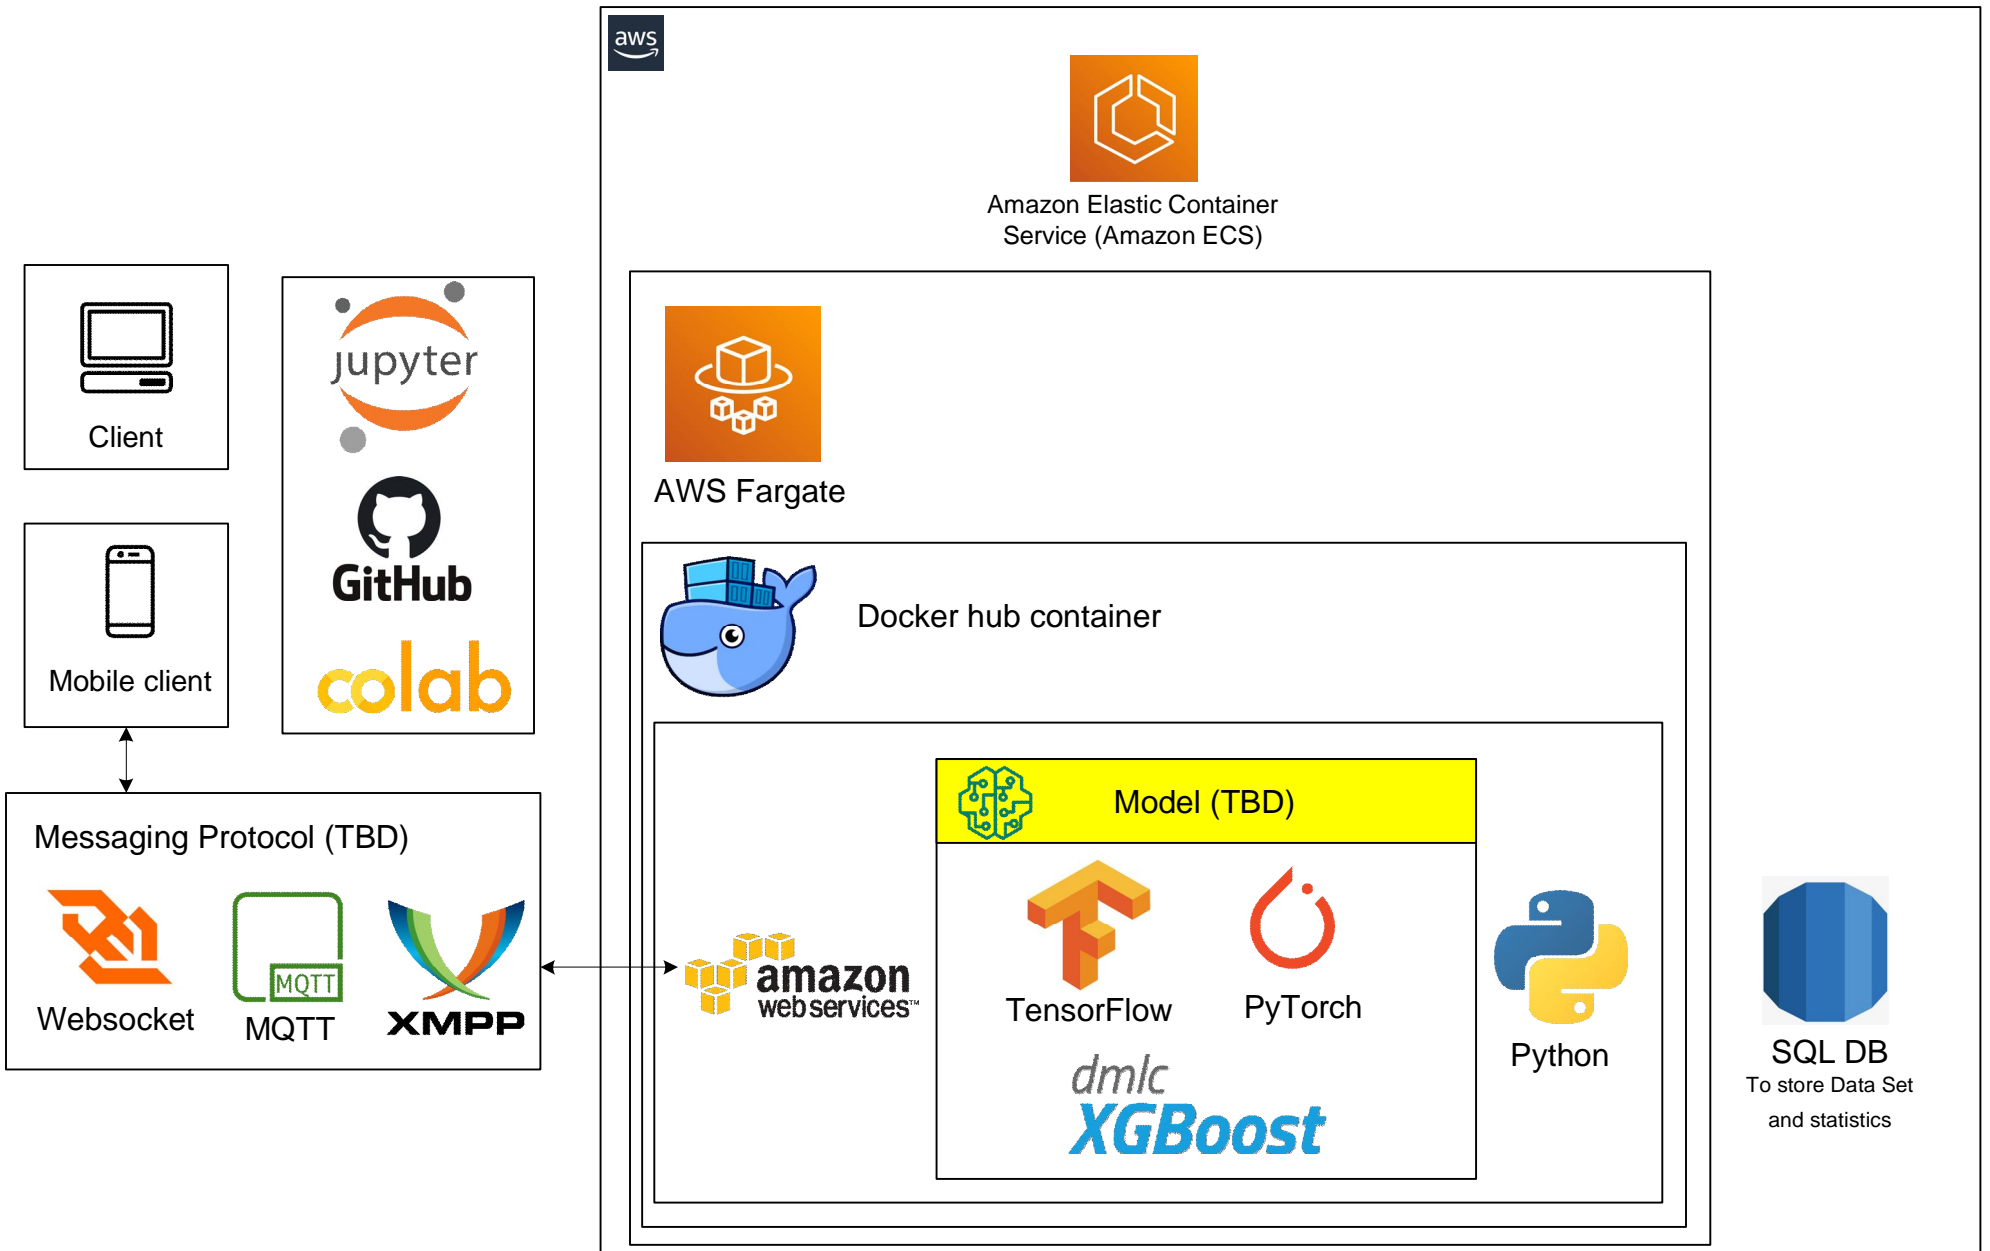 aws
Amazon Elastic Container
Service (Amazon ECS)
Client
jupyter
GitHub
colab
Mobile client
AWS Fargate
Docker hub container
Messaging Protocol (TBD)
Websocket
MQTT
MQTT
XMPP
amazon
webservices™
Model (TBD)
TensorFlow
PyTorch
dmlc
XGBoost
Python
SQL DB
To store Data Set
and statistics